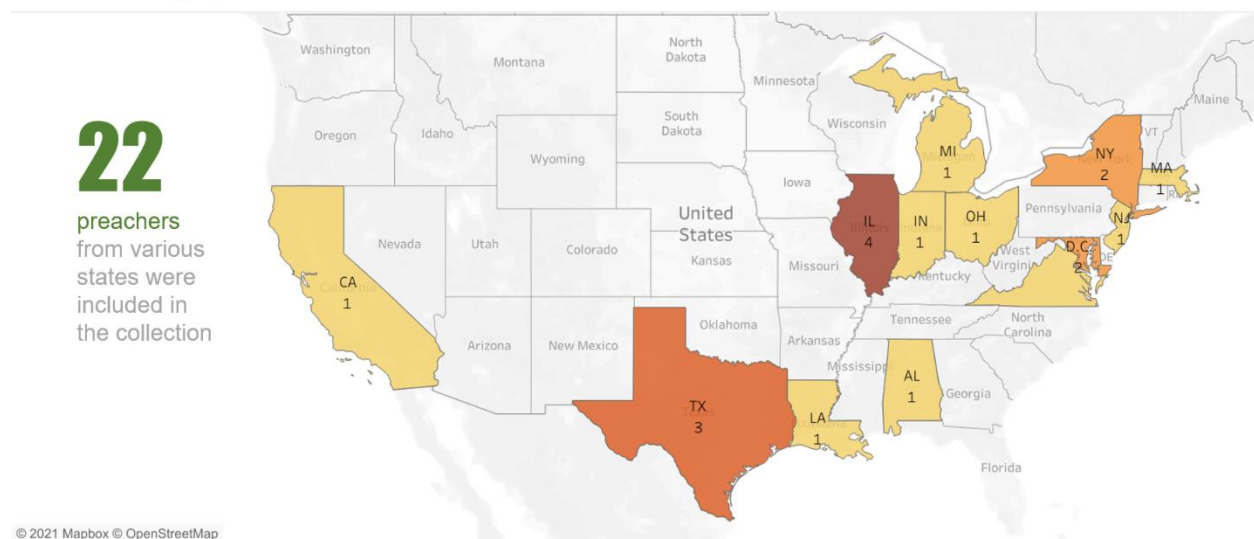 22
preachers
from various
states were
included in
the collection
Washington
Montana
North
Dakota
Minnesota
Maine
Oregon
Idaho
South
Dakota
Wisconsin
VT
Wyoming
MI
1
NY
2
MA
1
Iowa
Pennsylvania
Nevada
Utah
Colorado
United
States
Kansas
IL
4
IN
1
OH
1
NJ
1
D.C.
2
DE
West
Virginia
Missouri
Kentucky
CA
1
Arizona
New Mexico
Oklahoma
Arkansas
Tennessee
North
Carolina
Mississippi
AL
1
Georgia
TX
3
LA
1
Florida
© 2021 Mapbox © OpenStreetMap